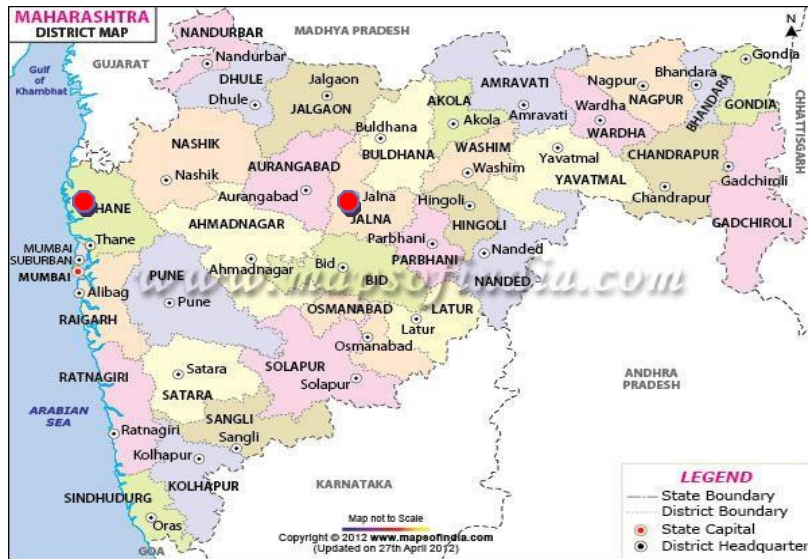 MAHARASHTRA
DISTRICT MAP
N
MADHYA PRADESH
GUJARAT
Gulf
of
Khambhat
CHHATTISGARH
NANDURBAR
Nandurbar
DHULE
Dhule
Jalgaon
JALGAON
AMRAVATI
Amravati
AKOLA
Akola
Nagpur
NAGPUR
Wardha
WARDHA
Bhandara
BHANDARA
Gondia
GONDIA
NASHIK
Nashik
AURANGABAD
Aurangabad
Buldhana
BULDHANA
WASHIM
Washim
Yavatmal
YAVATMAL
CHANDRAPUR
Chandrapur
Gadchiroli
GADCHIROLI
HANE
Thane
Jalna
JALNA
Hingoli
HINGOLI
AHMADNAGAR
Ahmadnagar
Parbhani
PARBHANI
Nanded
NANDED
MUMBAI
SUBURBAN
MUMBAI
Alibag
RAIGARH
PUNE
Pune
Bid
BID
www.mapsofindia.com
OSMANABAD
Osmanabad
LATUR
Latur
RATNAGIRI
Ratnagiri
Satara
SATARA
SOLAPUR
Solapur
ANDHRA
PRADESH
ARABIAN
SEA
SANGLI
Sangli
Kolhapur
KOLHAPUR
SINDHUDURG
Oras
GOA
KARNATAKA
Map not to Scale
Copyright © 2012 www.mapsofindia.com
(Updated on 27th April 2012)
LEGEND
State Boundary
District Boundary
State Capital
District Headquarter